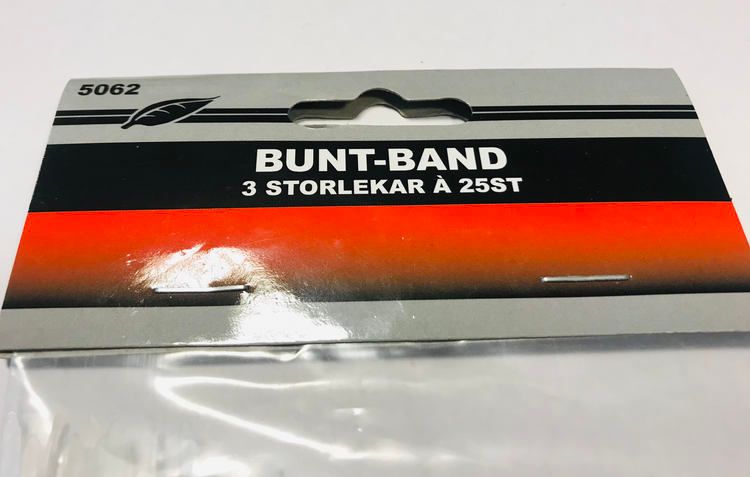 5062
BUNT-BAND
3 STORLEKAR À 25ST